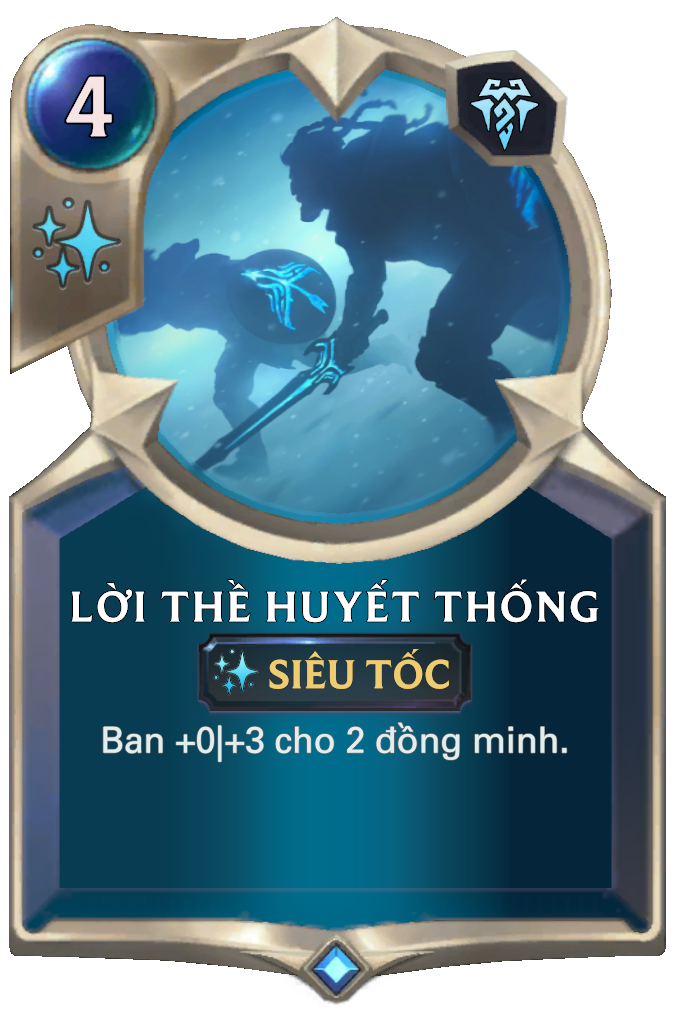 4
LỜI THỀ HUYẾT THỐNG
SIÊU TỐC
Ban +0|+3 cho 2 đồng minh.